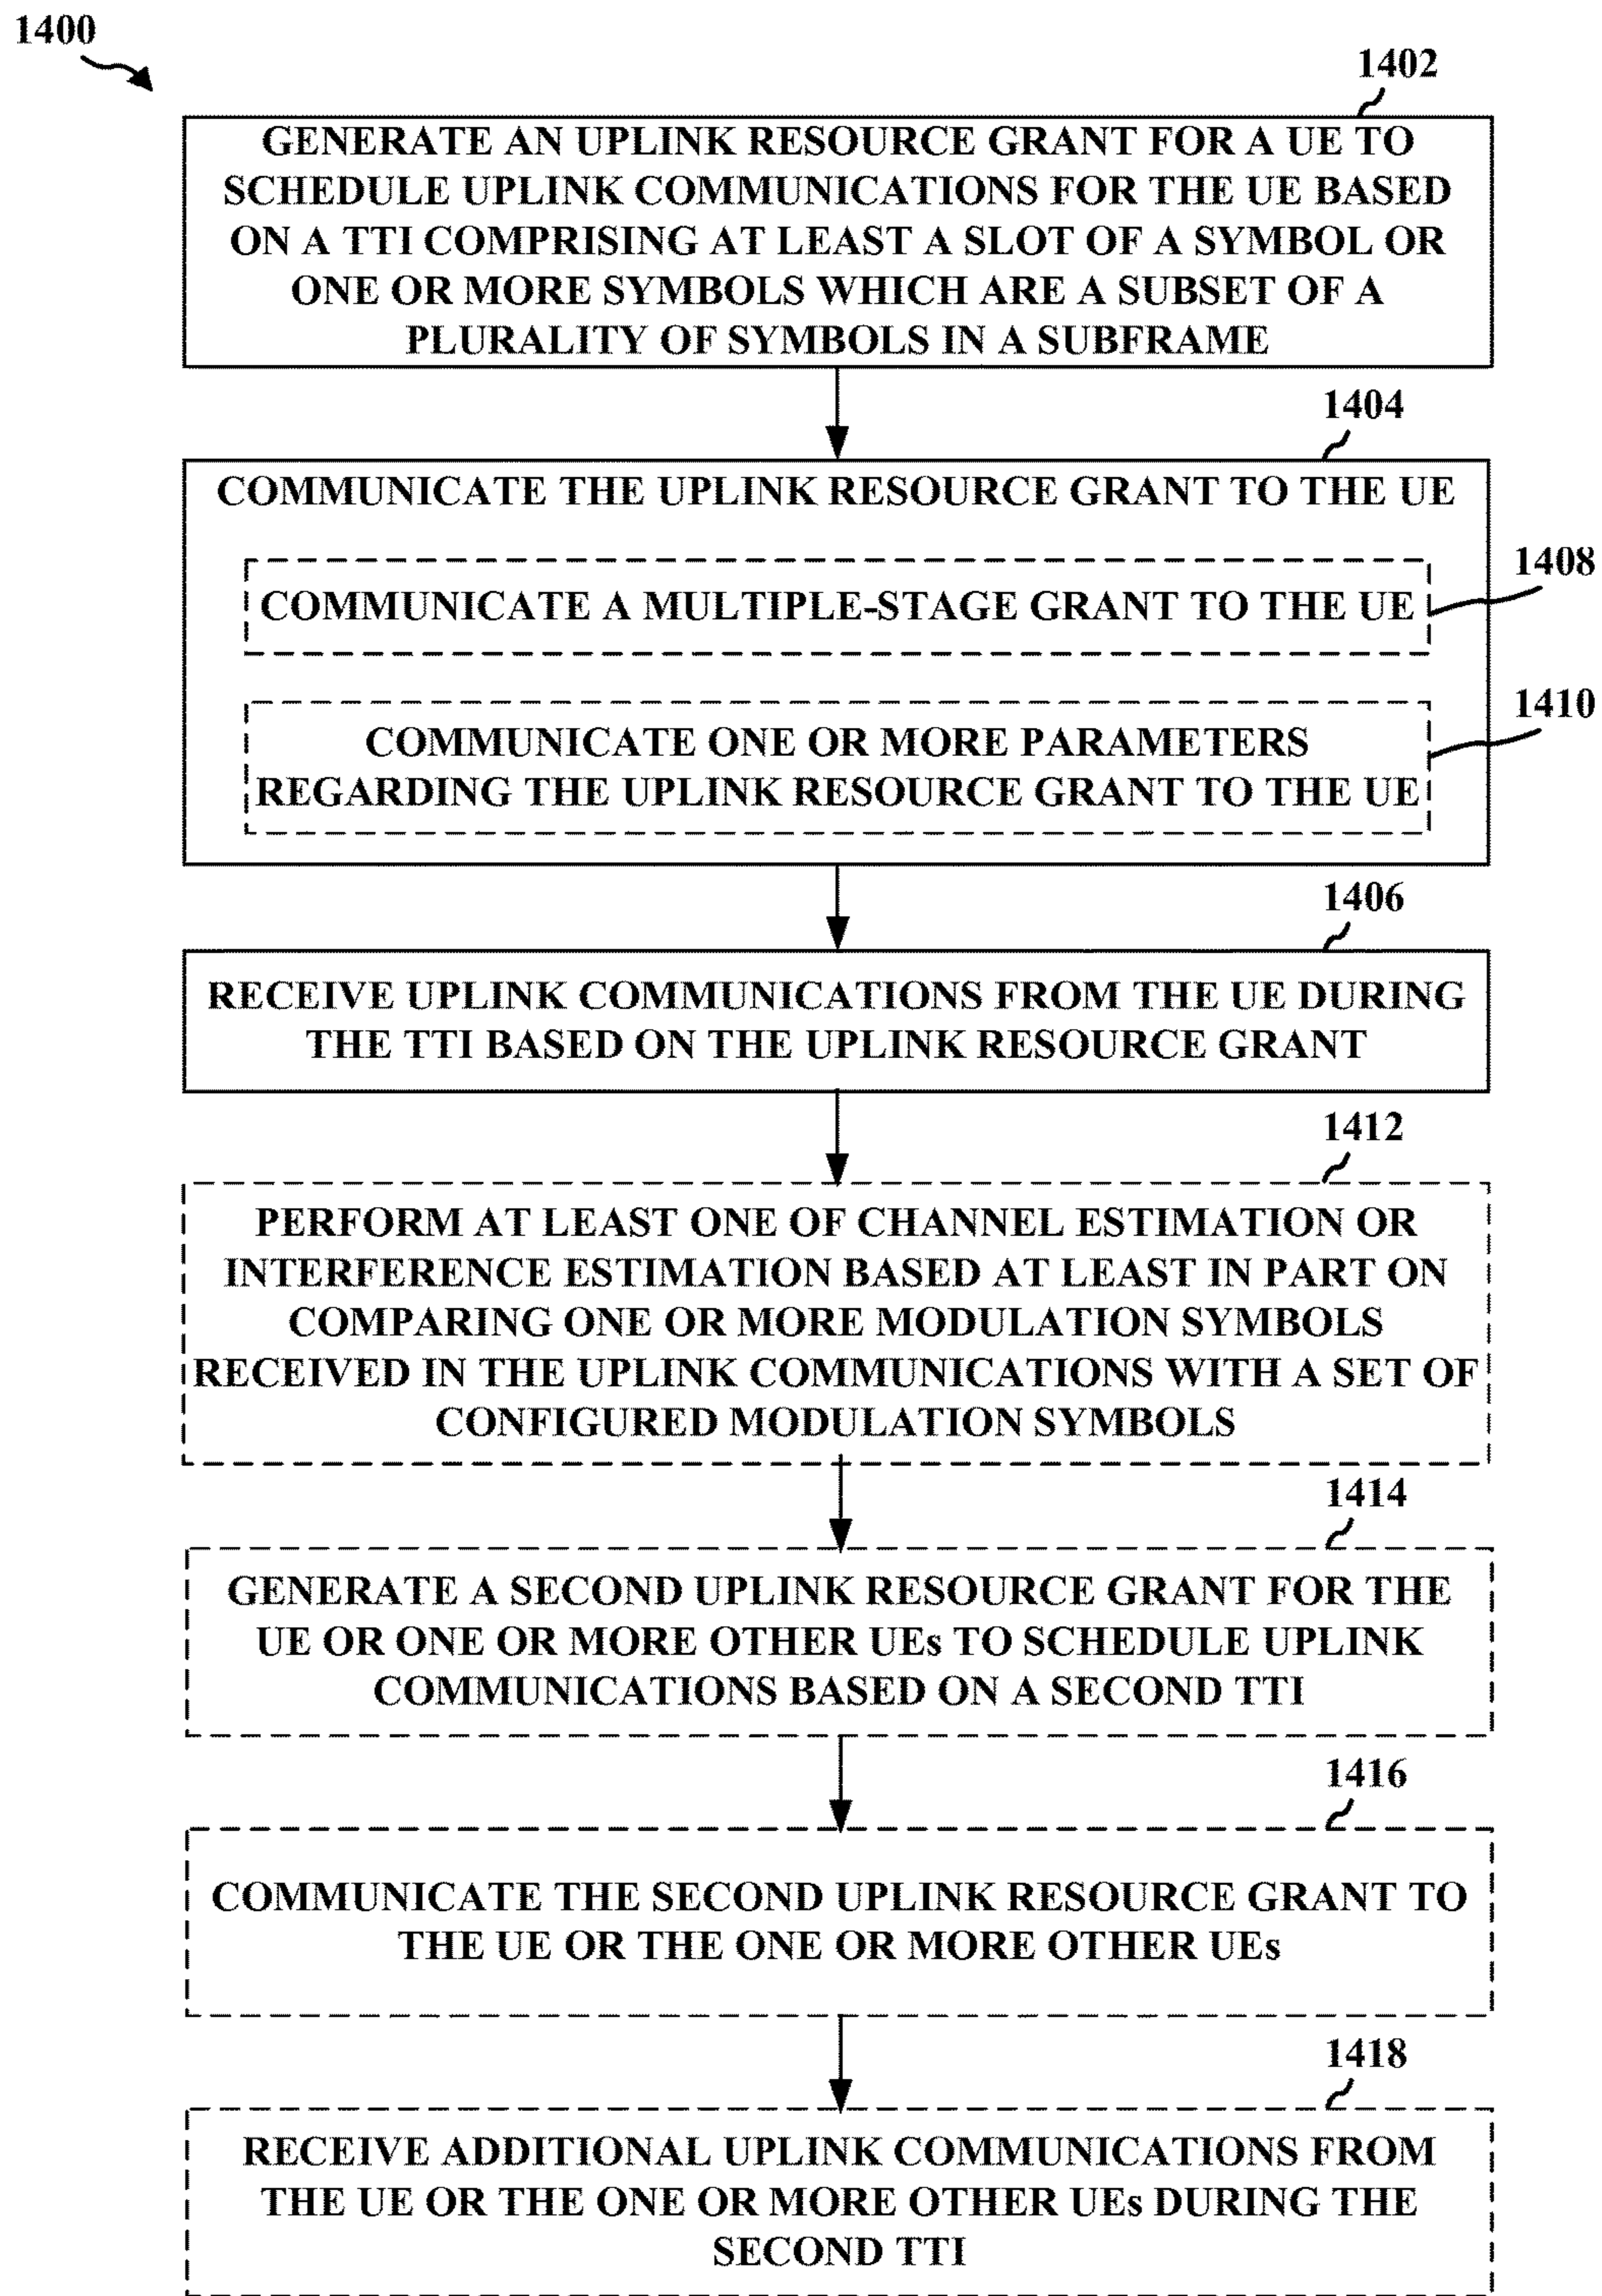 1400
1402
GENERATE AN UPLINK RESOURCE GRANT FOR A UE TO
SCHEDULE UPLINK COMMUNICATIONS FOR THE UE BASED
ON A TTI COMPRISING AT LEAST A SLOT OF A SYMBOL OR
ONE OR MORE SYMBOLS WHICH ARE A SUBSET OF A
PLURALITY OF SYMBOLS IN A SUBFRAME
1404
COMMUNICATE THE UPLINK RESOURCE GRANT TO THE UE
1408
COMMUNICATE A MULTIPLE-STAGE GRANT TO THE UE
1410
COMMUNICATE ONE OR MORE PARAMETERS
REGARDING THE UPLINK RESOURCE GRANT TO THE UE
1406
RECEIVE UPLINK COMMUNICATIONS FROM THE UE DURING
THE TTI BASED ON THE UPLINK RESOURCE GRANT
1412
PERFORM AT LEAST ONE OF CHANNEL ESTIMATION OR
INTERFERENCE ESTIMATION BASED AT LEAST IN PART ON
COMPARING ONE OR MORE MODULATION SYMBOLS
RECEIVED IN THE UPLINK COMMUNICATIONS WITH A SET OF
CONFIGURED MODULATION SYMBOLS
1414
GENERATE A SECOND UPLINK RESOURCE GRANT FOR THE
UE OR ONE OR MORE OTHER UEs TO SCHEDULE UPLINK
COMMUNICATIONS BASED ON A SECOND TTI
1416
COMMUNICATE THE SECOND UPLINK RESOURCE GRANT TO
THE UE OR THE ONE OR MORE OTHER UEs
1418
RECEIVE ADDITIONAL UPLINK COMMUNICATIONS FROM
THE UE OR THE ONE OR MORE OTHER UEs DURING THE
SECOND TTI